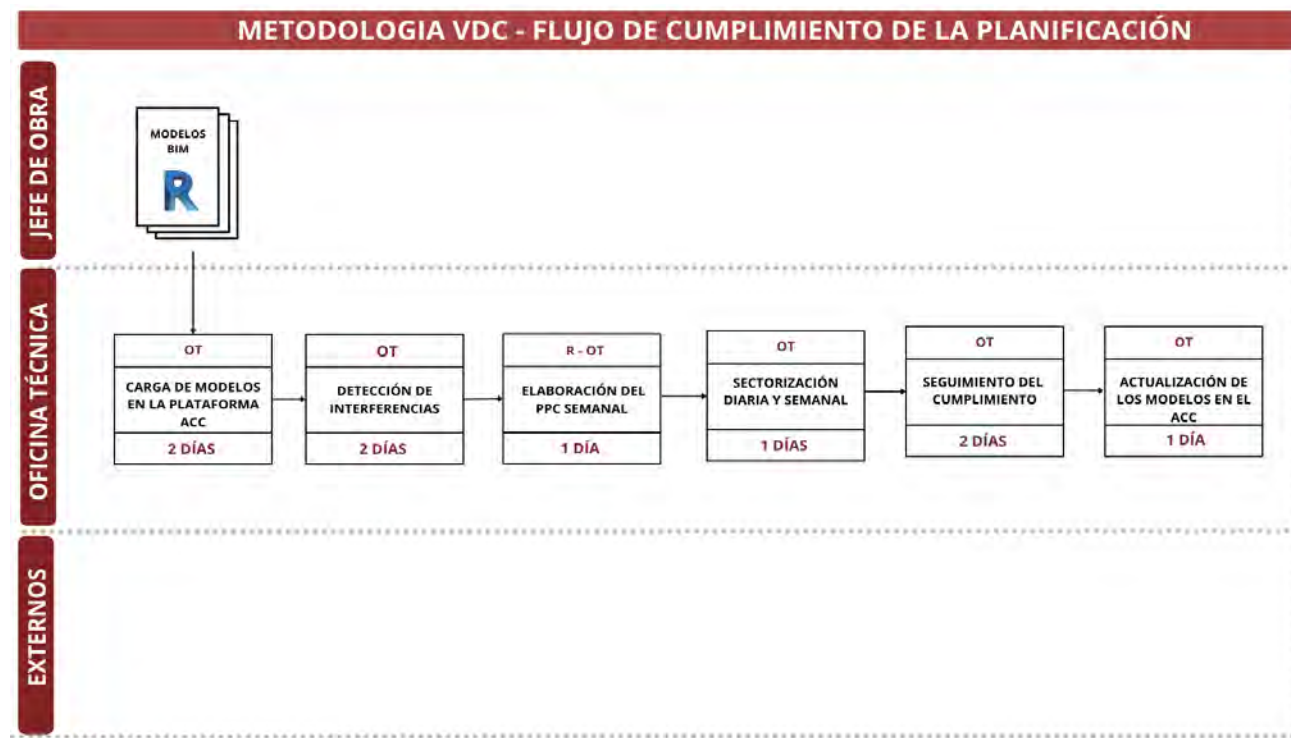 METODOLOGIA VDC - FLUJO DE CUMPLIMIENTO DE LA PLANIFICACIÓN
JEFE DE OBRA
MODELOS
BIM
R
OFICINA TÉCNICA
OT
CARGA DE MODELOS
EN LA PLATAFORMA
ACC
2 DÍAS
OT
DETECCIÓN DE
INTERFERENCIAS
2 DÍAS
R - OT
ELABORACIÓN DEL
PPC SEMANAL
1 DÍA
OT
SECTORIZACIÓN
DIARIA Y SEMANAL
1 DÍAS
OT
SEGUIMIENTO DEL
CUMPLIMIENTO
2 DÍAS
OT
ACTUALIZACIÓN DE
LOS MODELOS EN EL
ACC
1 DÍA
EXTERNOS